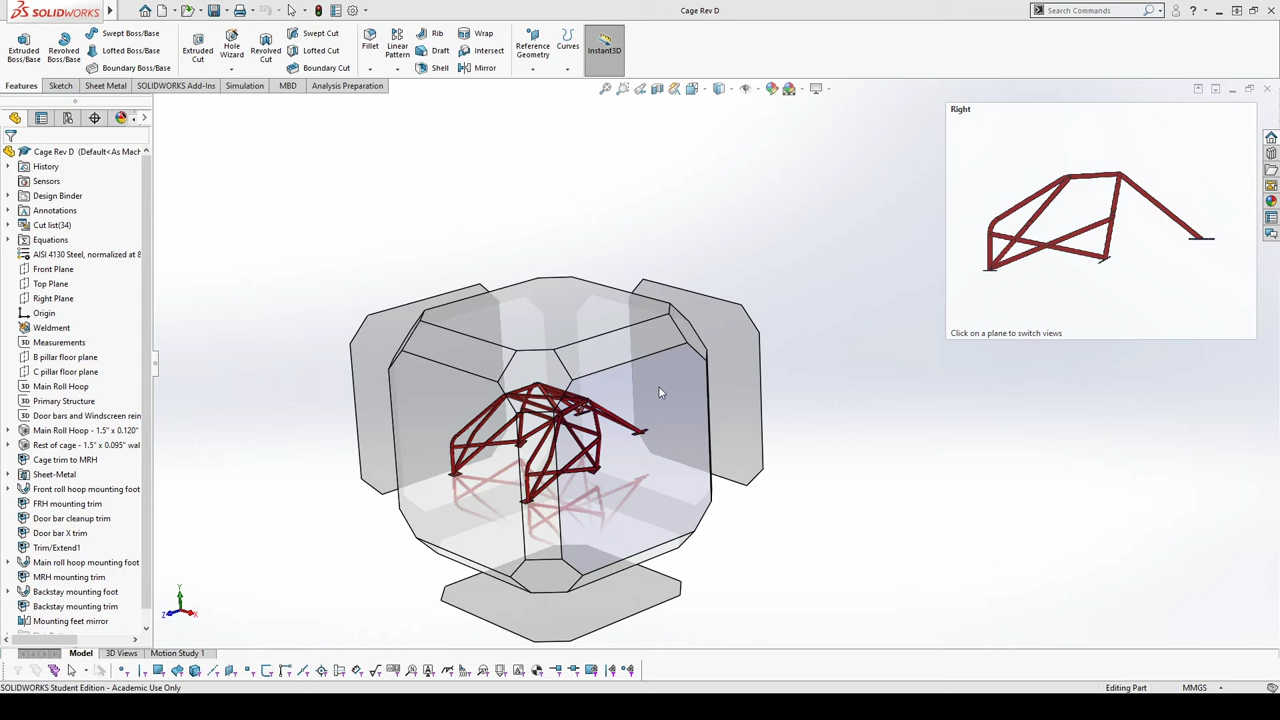 SOLIDWORKS
Cage Rev D
Search Commands
Extruded Boss/Base
Revolved Boss/Base
Swept Boss/Base
Lofted Boss/Base
Boundary Boss/Base
Extruded Cut
Hole Wizard
Revolved Cut
Swept Cut
Lofted Cut
Boundary Cut
Fillet
Linear Pattern
Rib
Draft
Shell
Wrap
Intersect
Mirror
Reference Geometry
Curves
Instant3D
Features
Sketch
Sheet Metal
SOLIDWORKS Add-Ins
Simulation
MBD
Analysis Preparation
Cage Rev D (Default<As Mach
History
Sensors
Design Binder
Annotations
Cut list(34)
Equations
AISI 4130 Steel, normalized at 8
Front Plane
Top Plane
Right Plane
Origin
Weldment
Measurements
B pillar floor plane
C pillar floor plane
Main Roll Hoop
Primary Structure
Door bars and Windscreen rein
Main Roll Hoop - 1.5" x 0.120"
Rest of cage - 1.5" x 0.095" wal
Cage trim to MRH
Sheet-Metal
Front roll hoop mounting foot
FRH mounting trim
Door bar cleanup trim
Door bar X trim
Trim/Extend1
Main roll hoop mounting foot
MRH mounting trim
Backstay mounting foot
Backstay mounting trim
Mounting feet mirror
Right
Click on a plane to switch views
Y
Z
X
Model
3D Views
Motion Study 1
SOLIDWORKS Student Edition - Academic Use Only
Editing Part
MMGS